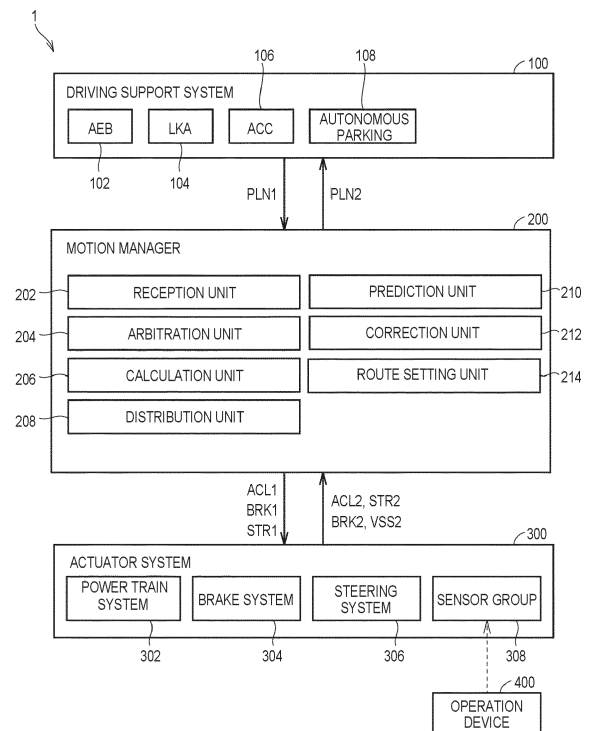 1
106
108
100
DRIVING SUPPORT SYSTEM
AEB
LKA
ACC
AUTONOMOUS
PARKING
102
104
PLN1
PLN2
200
MOTION MANAGER
202
RECEPTION UNIT
PREDICTION UNIT
210
204
ARBITRATION UNIT
CORRECTION UNIT
212
206
CALCULATION UNIT
ROUTE SETTING UNIT
214
208
DISTRIBUTION UNIT
ACL1
BRK1
STR1
ACL2, STR2
BRK2, VSS2
300
ACTUATOR SYSTEM
POWER TRAIN
SYSTEM
BRAKE SYSTEM
STEERING
SYSTEM
SENSOR GROUP
302
304
306
308
400
OPERATION
DEVICE